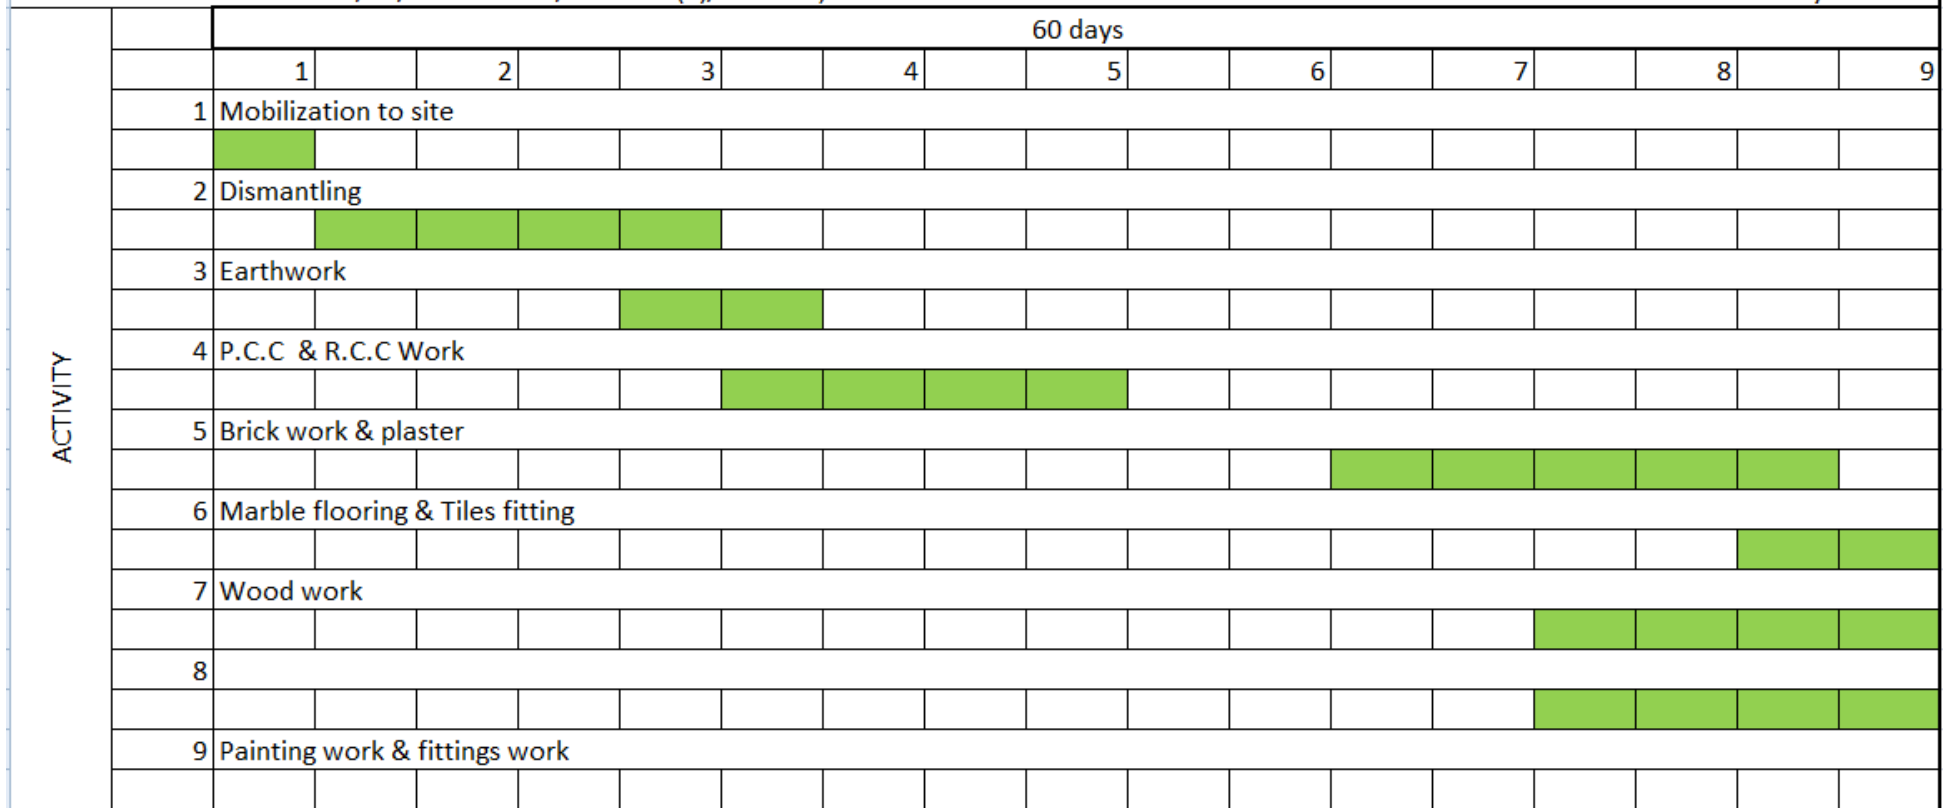 60 days
1 2 3 4 5 6 7 8 9
ACTIVITY
1 Mobilization to site
2 Dismantling
3 Earthwork
4 P.C.C & R.C.C Work
5 Brick work & plaster
6 Marble flooring & Tiles fitting
7 Wood work
8
9 Painting work & fittings work